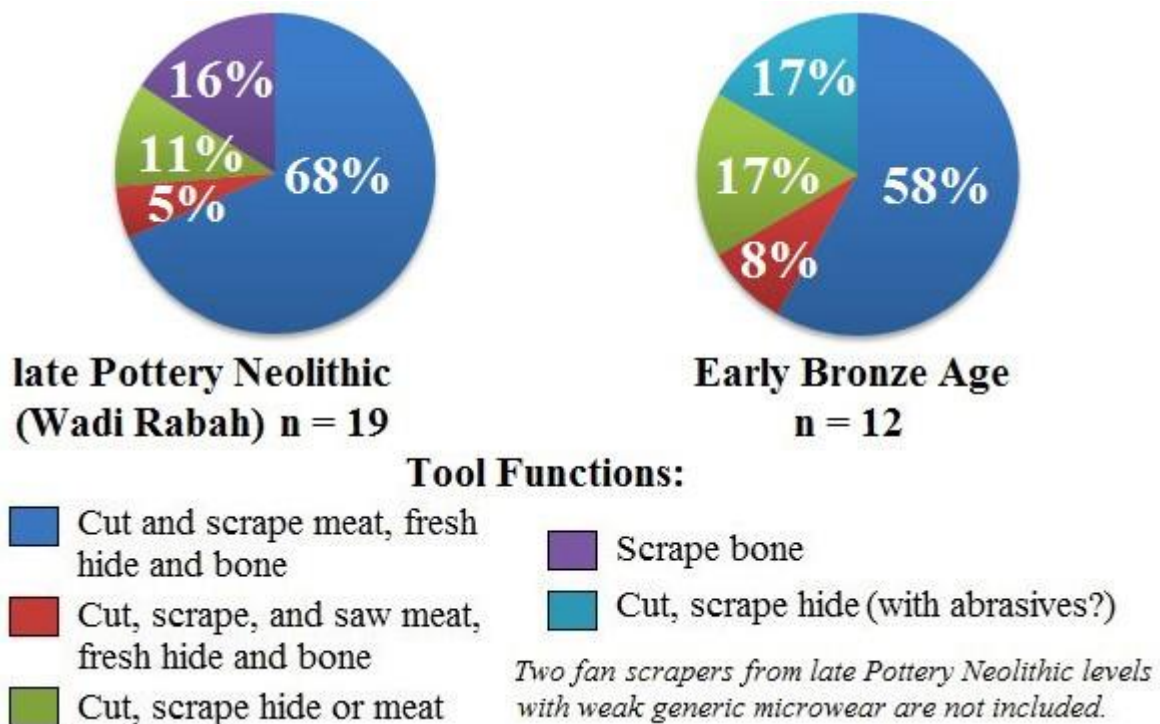 16%
11%
5%
68%
17%
17%
8%
58%
late Pottery Neolithic
(Wadi Rabah) n = 19
Early Bronze Age
n = 12
Tool Functions:
Cut and scrape meat, fresh
hide and bone
Cut, scrape, and saw meat,
fresh hide and bone
Cut, scrape hide or meat
Scrape bone
Cut, scrape hide (with abrasives?)
Two fan scrapers from late Pottery Neolithic levels
with weak generic microwear are not included.